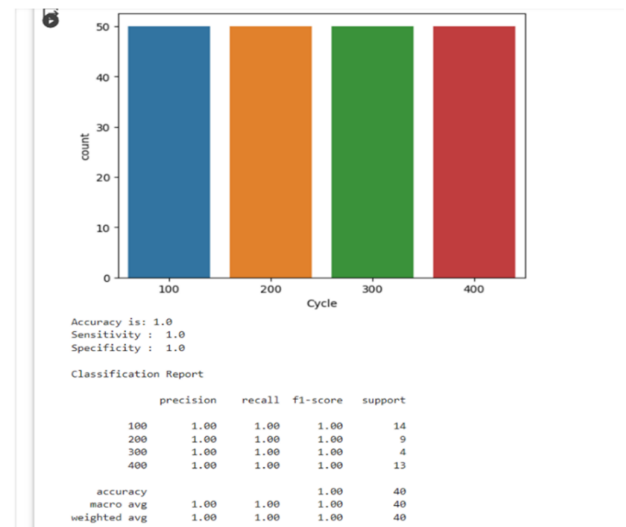 50
40
30
20
10
0
count
100 200 300 400
Cycle
Accuracy is: 1.0
Sensitivity : 1.0
Specificity : 1.0
Classification Report
precision recall f1-score support
100 1.00 1.00 1.00 14
200 1.00 1.00 1.00 9
300 1.00 1.00 1.00 4
400 1.00 1.00 1.00 13
accuracy 1.00 40
macro avg 1.00 1.00 1.00 40
weighted avg 1.00 1.00 1.00 40